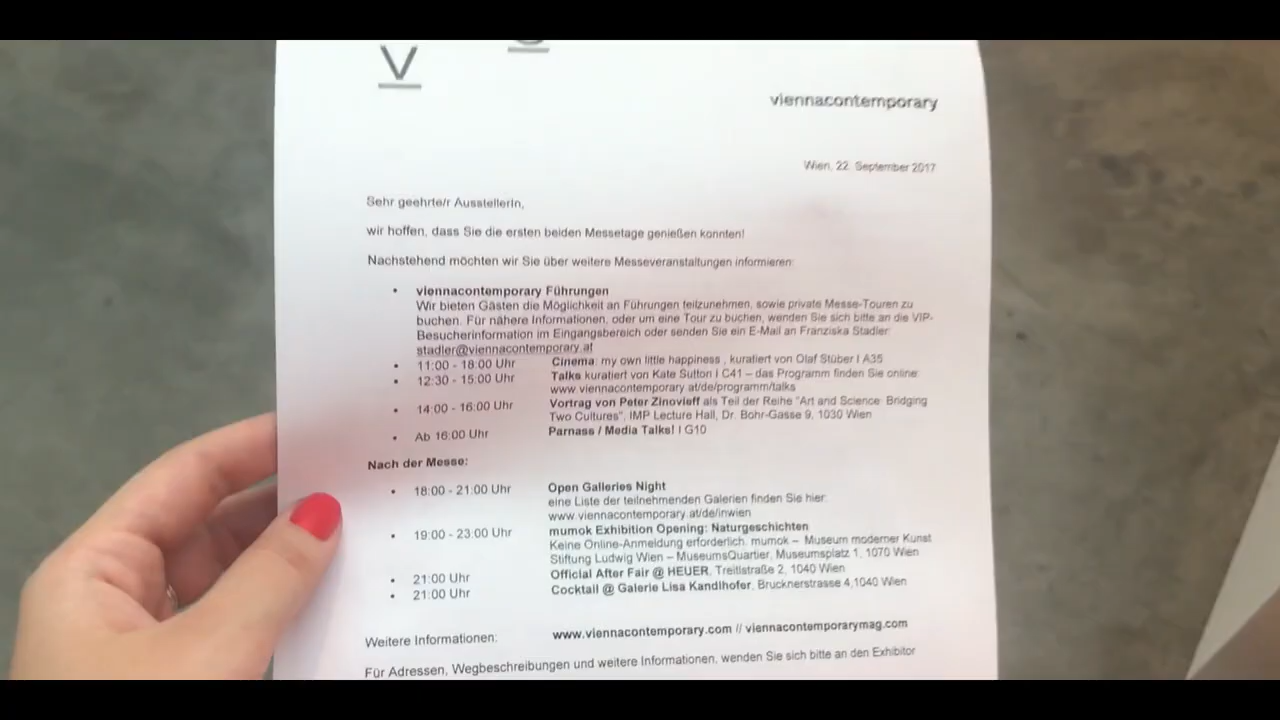 V
viennacontemporary
Wien, 22. September 2017
Sehr geehrte/r AusstellerIn,
wir hoffen, dass Sie die ersten beiden Messetage genießen konnten!
Nachstehend möchten wir Sie über weitere Messeveranstaltungen informieren:
• viennacontemporary Führungen
Wir bieten Gästen die Möglichkeit an Führungen teilzunehmen, sowie private Messe-Touren zu
buchen. Für nähere Informationen, oder um eine Tour zu buchen, wenden Sie sich bitte an die VIP-
Besucherinformation im Eingangsbereich oder senden Sie ein E-Mail an Franziska Stadler:
stadler@viennacontemporary.at
• 11:00 - 18:00 Uhr Cinema: my own little happiness , kuratiert von Olaf Stüber I A35
• 12:30 - 15:00 Uhr Talks kuratiert von Kate Sutton I C41 – das Programm finden Sie online:
www.viennacontemporary.at/de/programm/talks
• 14:00 - 16:00 Uhr Vortrag von Peter Zinovieff als Teil der Reihe "Art and Science: Bridging
Two Cultures", IMP Lecture Hall, Dr. Bohr-Gasse 9, 1030 Wien
• Ab 16:00 Uhr Parnass / Media Talks! I G10
Nach der Messe:
• 18:00 - 21:00 Uhr Open Galleries Night
eine Liste der teilnehmenden Galerien finden Sie hier:
www.viennacontemporary.at/de/inwien
• 19:00 - 23:00 Uhr mumok Exhibition Opening: Naturgeschichten
Keine Online-Anmeldung erforderlich. mumok – Museum moderner Kunst
Stiftung Ludwig Wien – MuseumsQuartier, Museumsplatz 1, 1070 Wien
• 21:00 Uhr Official After Fair @ HEUER, Treitlstraße 2, 1040 Wien
• 21:00 Uhr Cocktail @ Galerie Lisa Kandlhofer, Brucknerstrasse 4,1040 Wien
Weitere Informationen: www.viennacontemporary.com // viennacontemporarymag.com
Für Adressen, Wegbeschreibungen und weitere Informationen, wenden Sie sich bitte an den Exhibitor